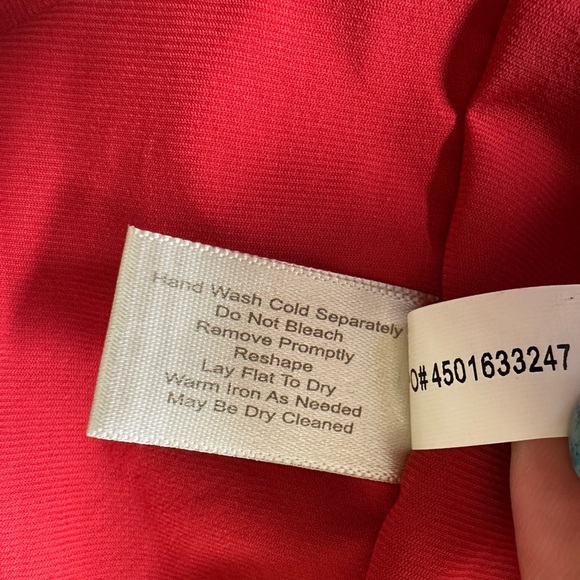 Hand Wash Cold Separately
Do Not Bleach
Remove Promptly
Reshape
Lay Flat To Dry
Warm Iron As Needed
May Be Dry Cleaned
O# 4501633247